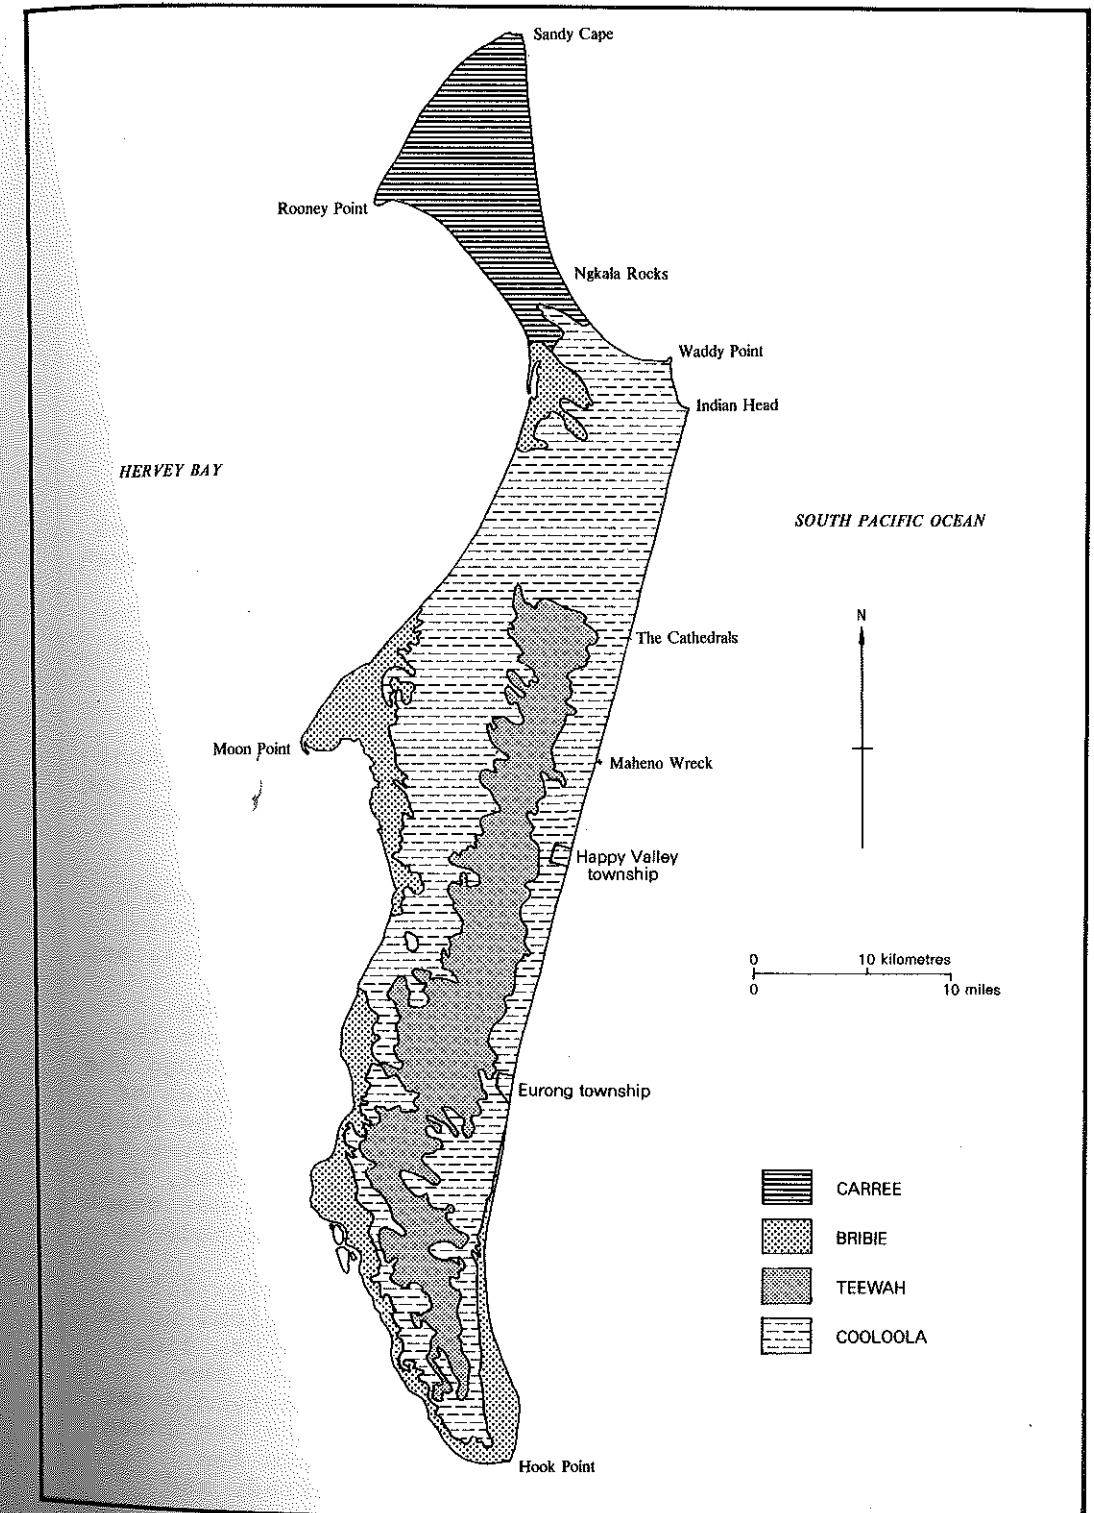 Sandy Cape
Rooney Point
Ngkala Rocks
Waddy Point
Indian Head
HERVEY BAY
SOUTH PACIFIC OCEAN
N
The Cathedrals
Moon Point
Maheno Wreck
Happy Valley
township
0 10 kilometres
0 10 miles
Eurong township
CARREE
BRIBIE
TEEWAH
COOLOOLA
Hook Point